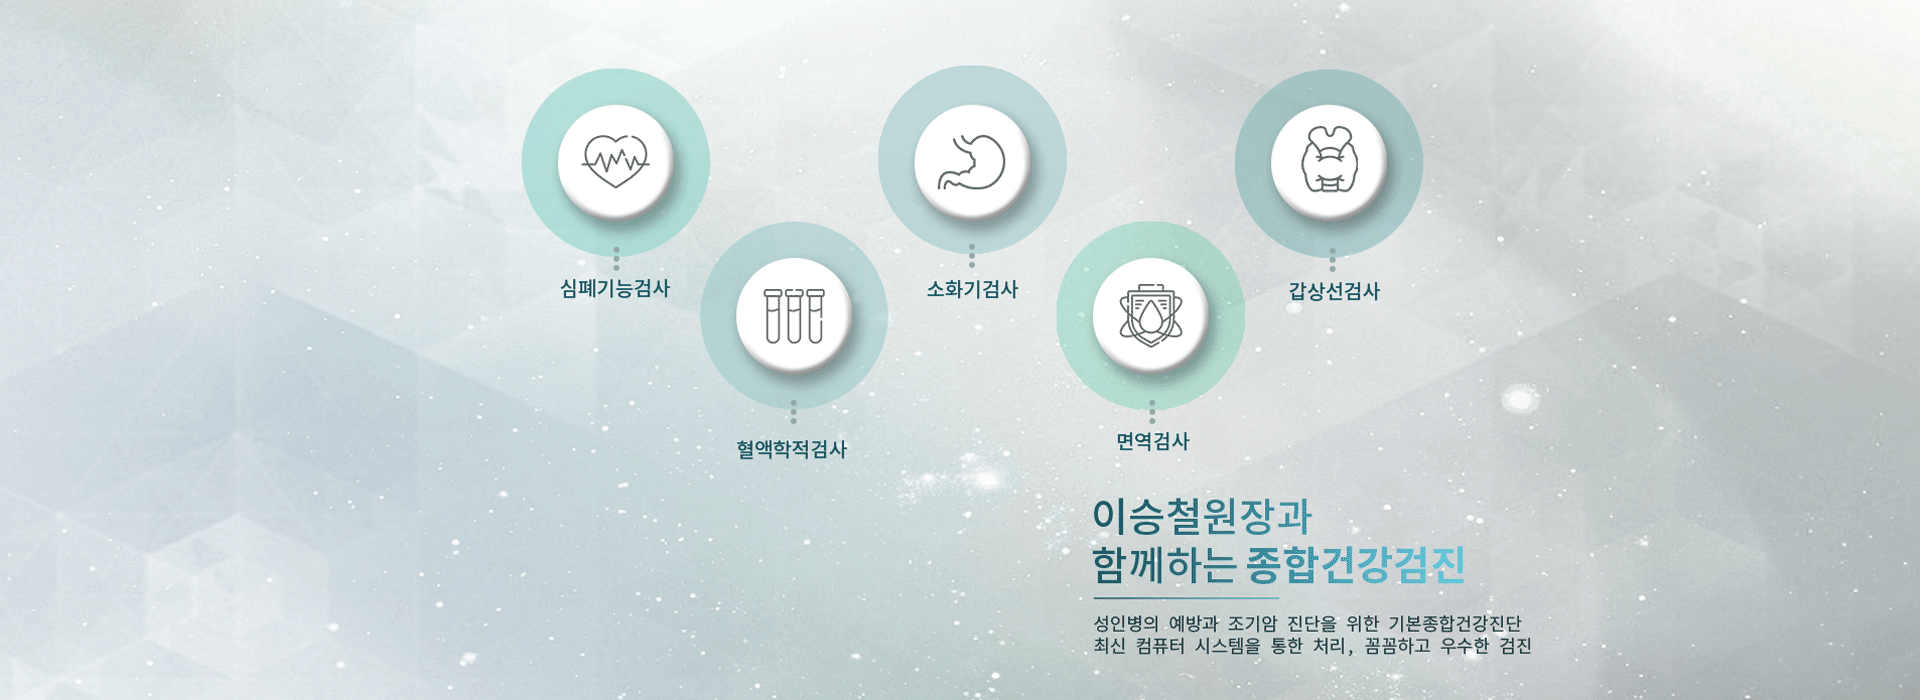 심폐기능검사
소화기검사
갑상선검사
혈액학적검사
면역검사
이승철원장과
함께하는 종합건강검진
성인병의 예방과 조기암 진단을 위한 기본종합건강진단
최신 컴퓨터 시스템을 통한 처리, 꼼꼼하고 우수한 검진